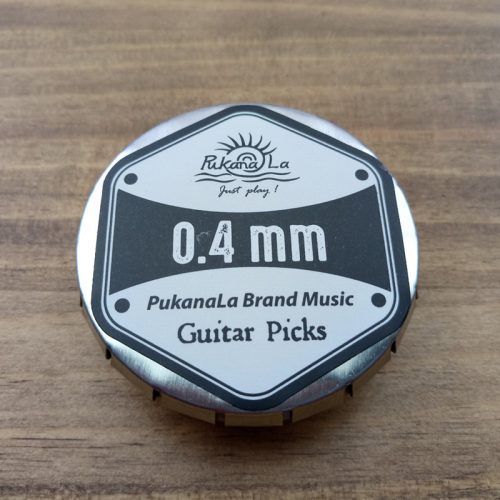 PukanaLa
Just play!
0.4 mm
PukanaLa Brand Music
Guitar Picks